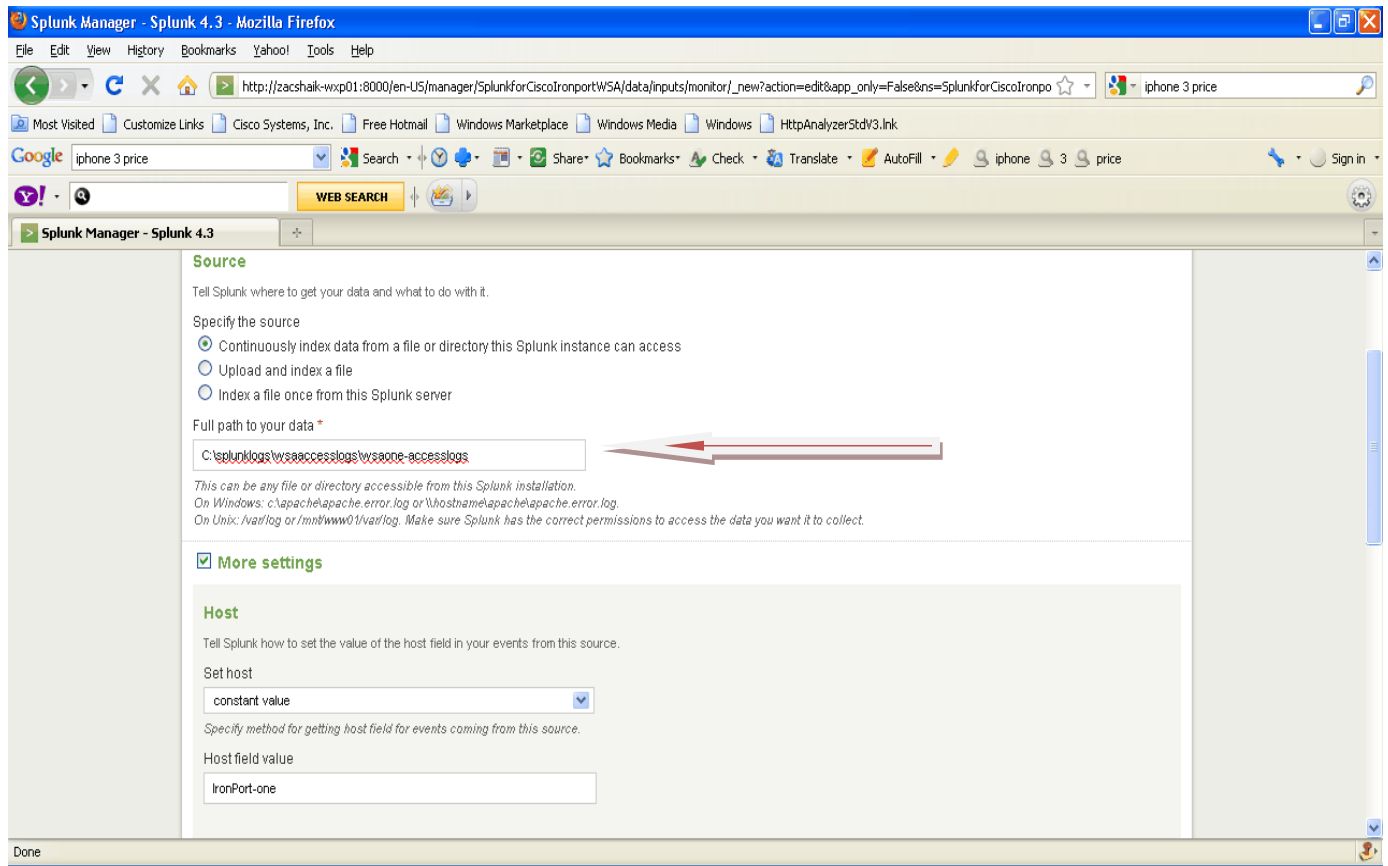 Splunk Manager - Splunk 4.3 - Mozilla Firefox
File Edit View History Bookmarks Yahoo! Tools Help
http://zacshaik-wxp01:8000/en-US/manager/SplunkforCiscoIronportWSA/data/inputs/monitor/_new?action=edit&app_only=False&ns=SplunkforCiscoIronpo
iphone 3 price
Most Visited Customize Links Cisco Systems, Inc. Free Hotmail Windows Marketplace Windows Media Windows HttpAnalyzerStdV3.lnk
Google iphone 3 price Search Share Bookmarks Check Translate AutoFill iphone 3 price Sign in
Y! WEB SEARCH
Splunk Manager - Splunk 4.3
Source
Tell Splunk where to get your data and what to do with it.
Specify the source
Continuously index data from a file or directory this Splunk instance can access
Upload and index a file
Index a file once from this Splunk server
Full path to your data *
C:\splunklogs\wsaaccesslogs\wsaone-accesslogs
This can be any file or directory accessible from this Splunk installation.
On Windows: c:\apache\apache.error.log or \\hostname\apache\apache.error.log.
On Unix: /var/log or /mnt/www01/var/log. Make sure Splunk has the correct permissions to access the data you want it to collect.
More settings
Host
Tell Splunk how to set the value of the host field in your events from this source.
Set host
constant value
Specify method for getting host field for events coming from this source.
Host field value
IronPort-one
Done